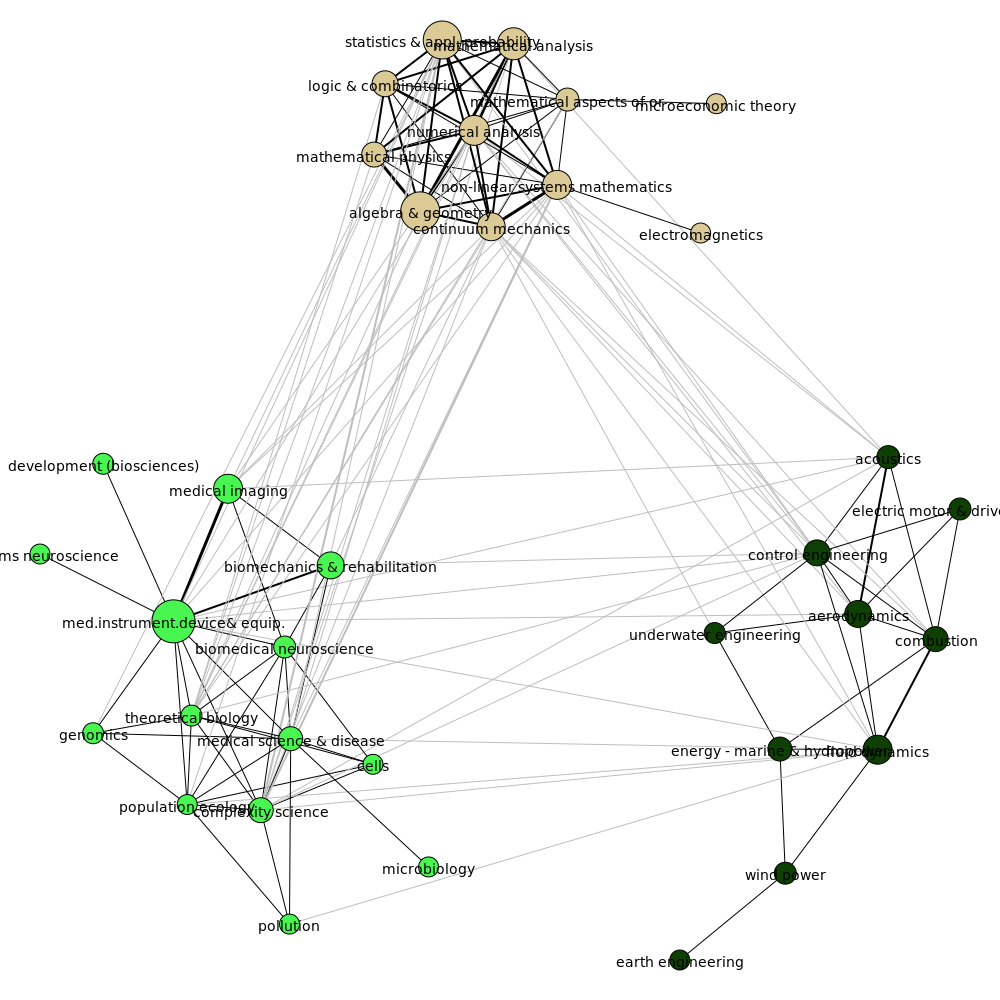 statistics & appl. probability
mathematical analysis
logic & combinatorics
mathematical aspects of or
microeconomic theory
numerical analysis
mathematical physics
non-linear systems mathematics
algebra & geometry
continuum mechanics
electromagnetics
development (biosciences)
medical imaging
ms neuroscience
biomechanics & rehabilitation
med.instrument.device& equip.
biomedical neuroscience
theoretical biology
genomics
medical science & disease
cells
population ecology
complexity science
microbiology
pollution
acoustics
electric motor & drive
control engineering
aerodynamics
underwater engineering
combustion
energy - marine & hydropower
fluid dynamics
wind power
earth engineering